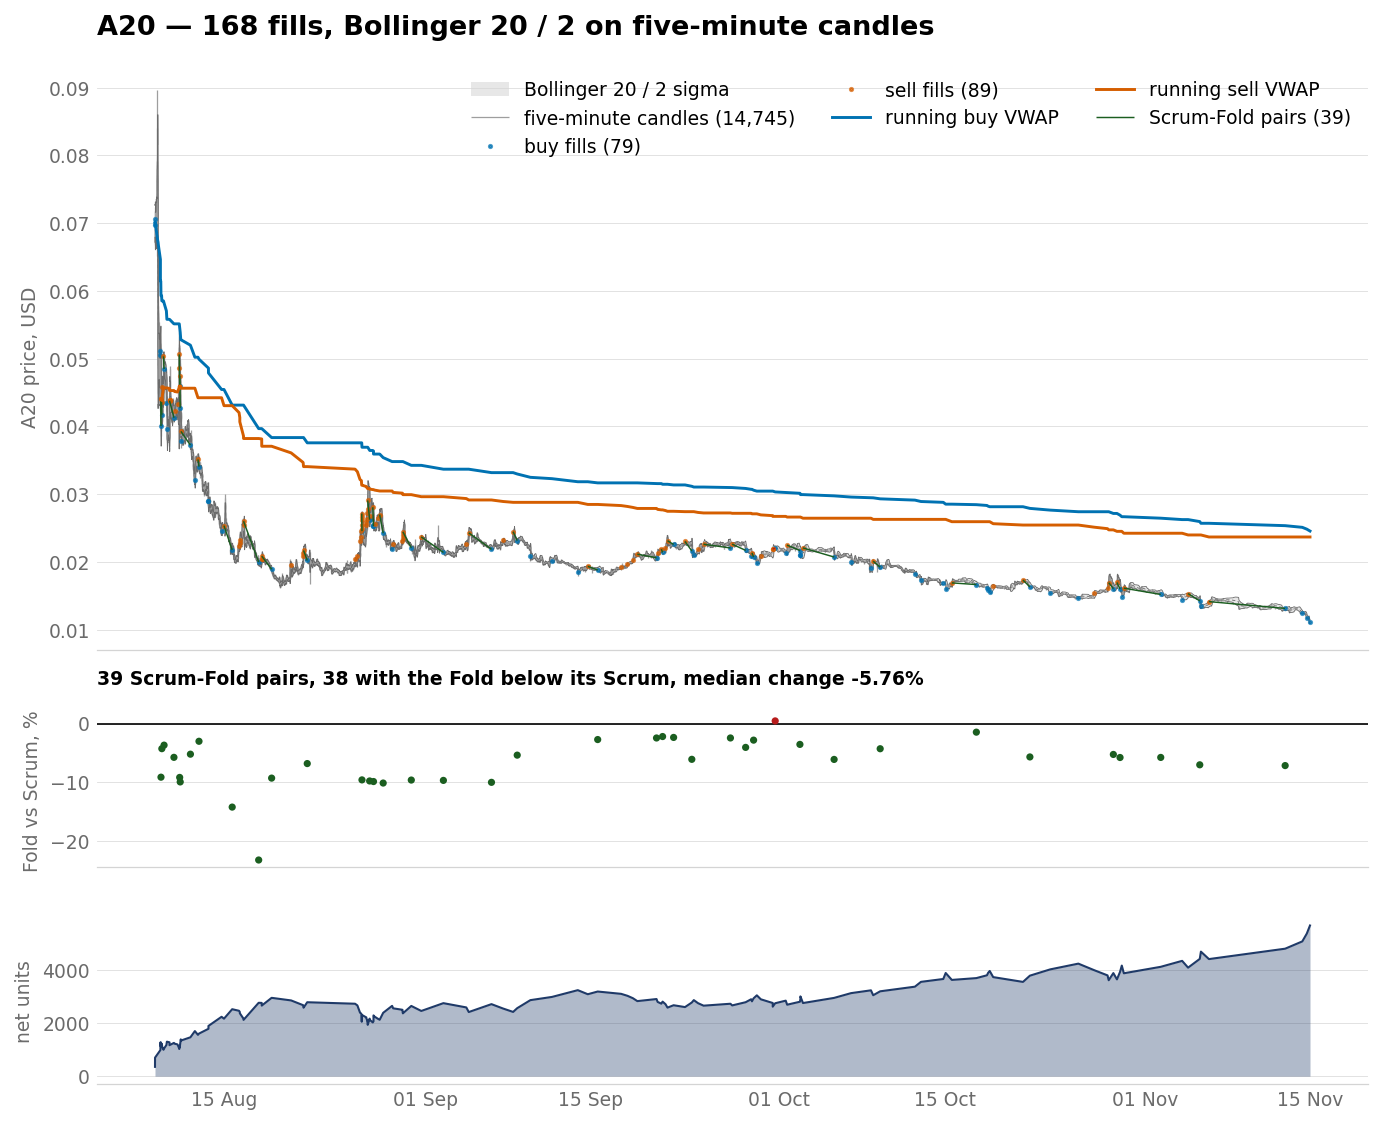 A20 — 168 fills, Bollinger 20 / 2 on five-minute candles
Bollinger 20 / 2 sigma
five-minute candles (14,745)
buy fills (79)
sell fills (89)
running buy VWAP
running sell VWAP
Scrum-Fold pairs (39)
A20 price, USD
0.09
0.08
0.07
0.06
0.05
0.04
0.03
0.02
0.01
39 Scrum-Fold pairs, 38 with the Fold below its Scrum, median change -5.76%
Fold vs Scrum, %
0
−10
−20
net units
4000
2000
0
15 Aug
01 Sep
15 Sep
01 Oct
15 Oct
01 Nov
15 Nov